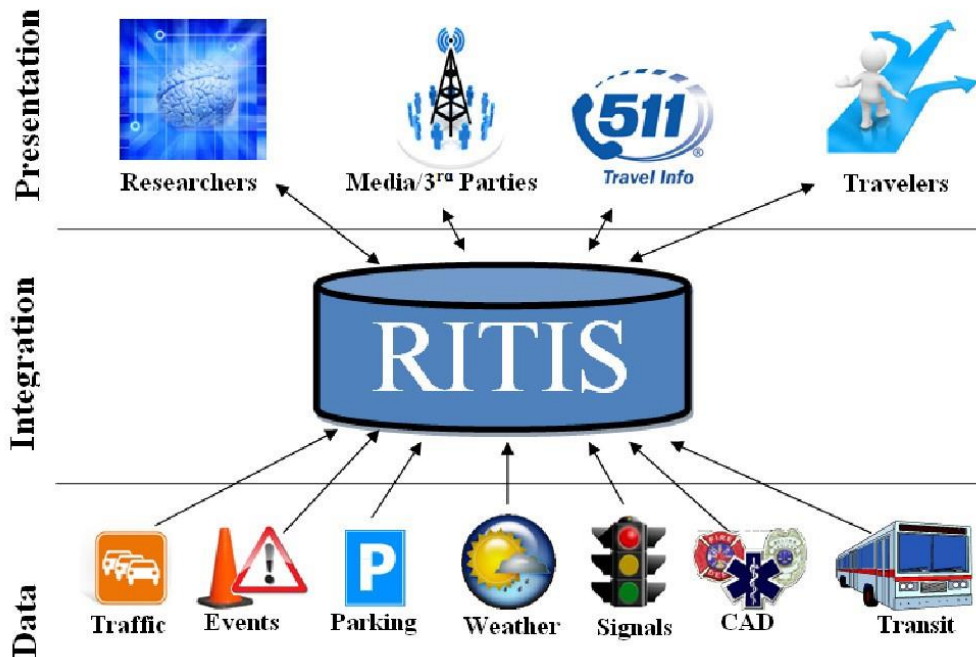 Presentation
Researchers
Media/3rd Parties
511
®
Travel Info
Travelers
Integration
RITIS
Data
Traffic
Events
Parking
P
Weather
Signals
CAD
FIRE
Transit